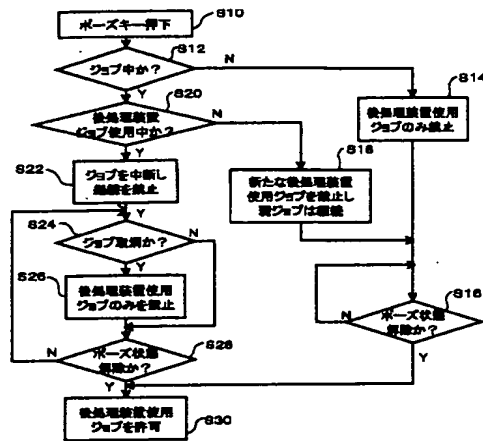 S10
ポーズキー押下
S12
ジョブ中か？
N
S14
Y
S20
後処理装置使用
ジョブのみ禁止
後処理装置
ジョブ使用中か？
N
Y
S18
S22
ジョブを中断し
処続を禁止
新たな後処理装置
使用ジョブを禁止し
現ジョブは継続
S24
Y
N
ジョブ取消か？
N
Y
S26
後処理装置使用
ジョブのみを禁止
S16
N
ポーズ状態
解除か？
S28
N
ポーズ状態
解除か？
Y
Y
後処理装置使用
ジョブを許可
S30